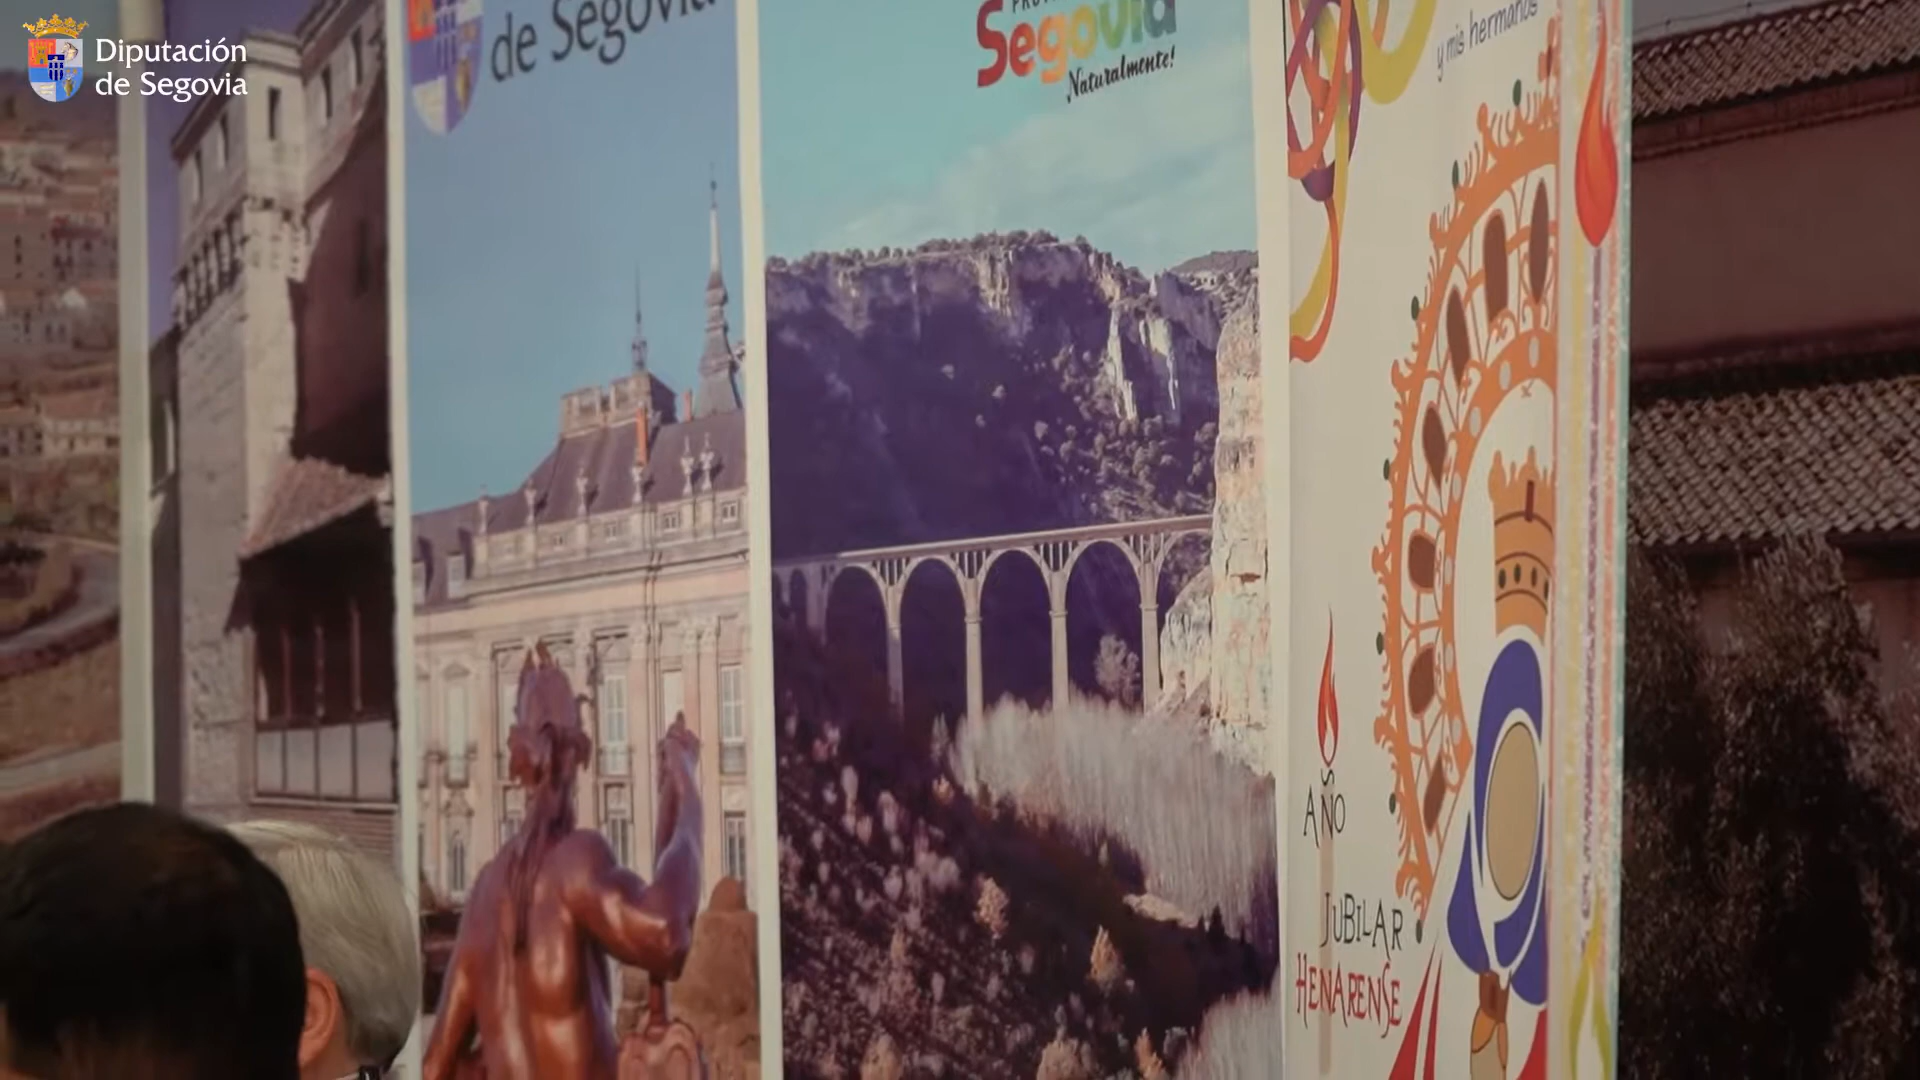 Diputación
de Segovia
de Segovia
Segovia
Naturalmente!
y mis hermanos
AÑO
JUBILAR
HENARENSE